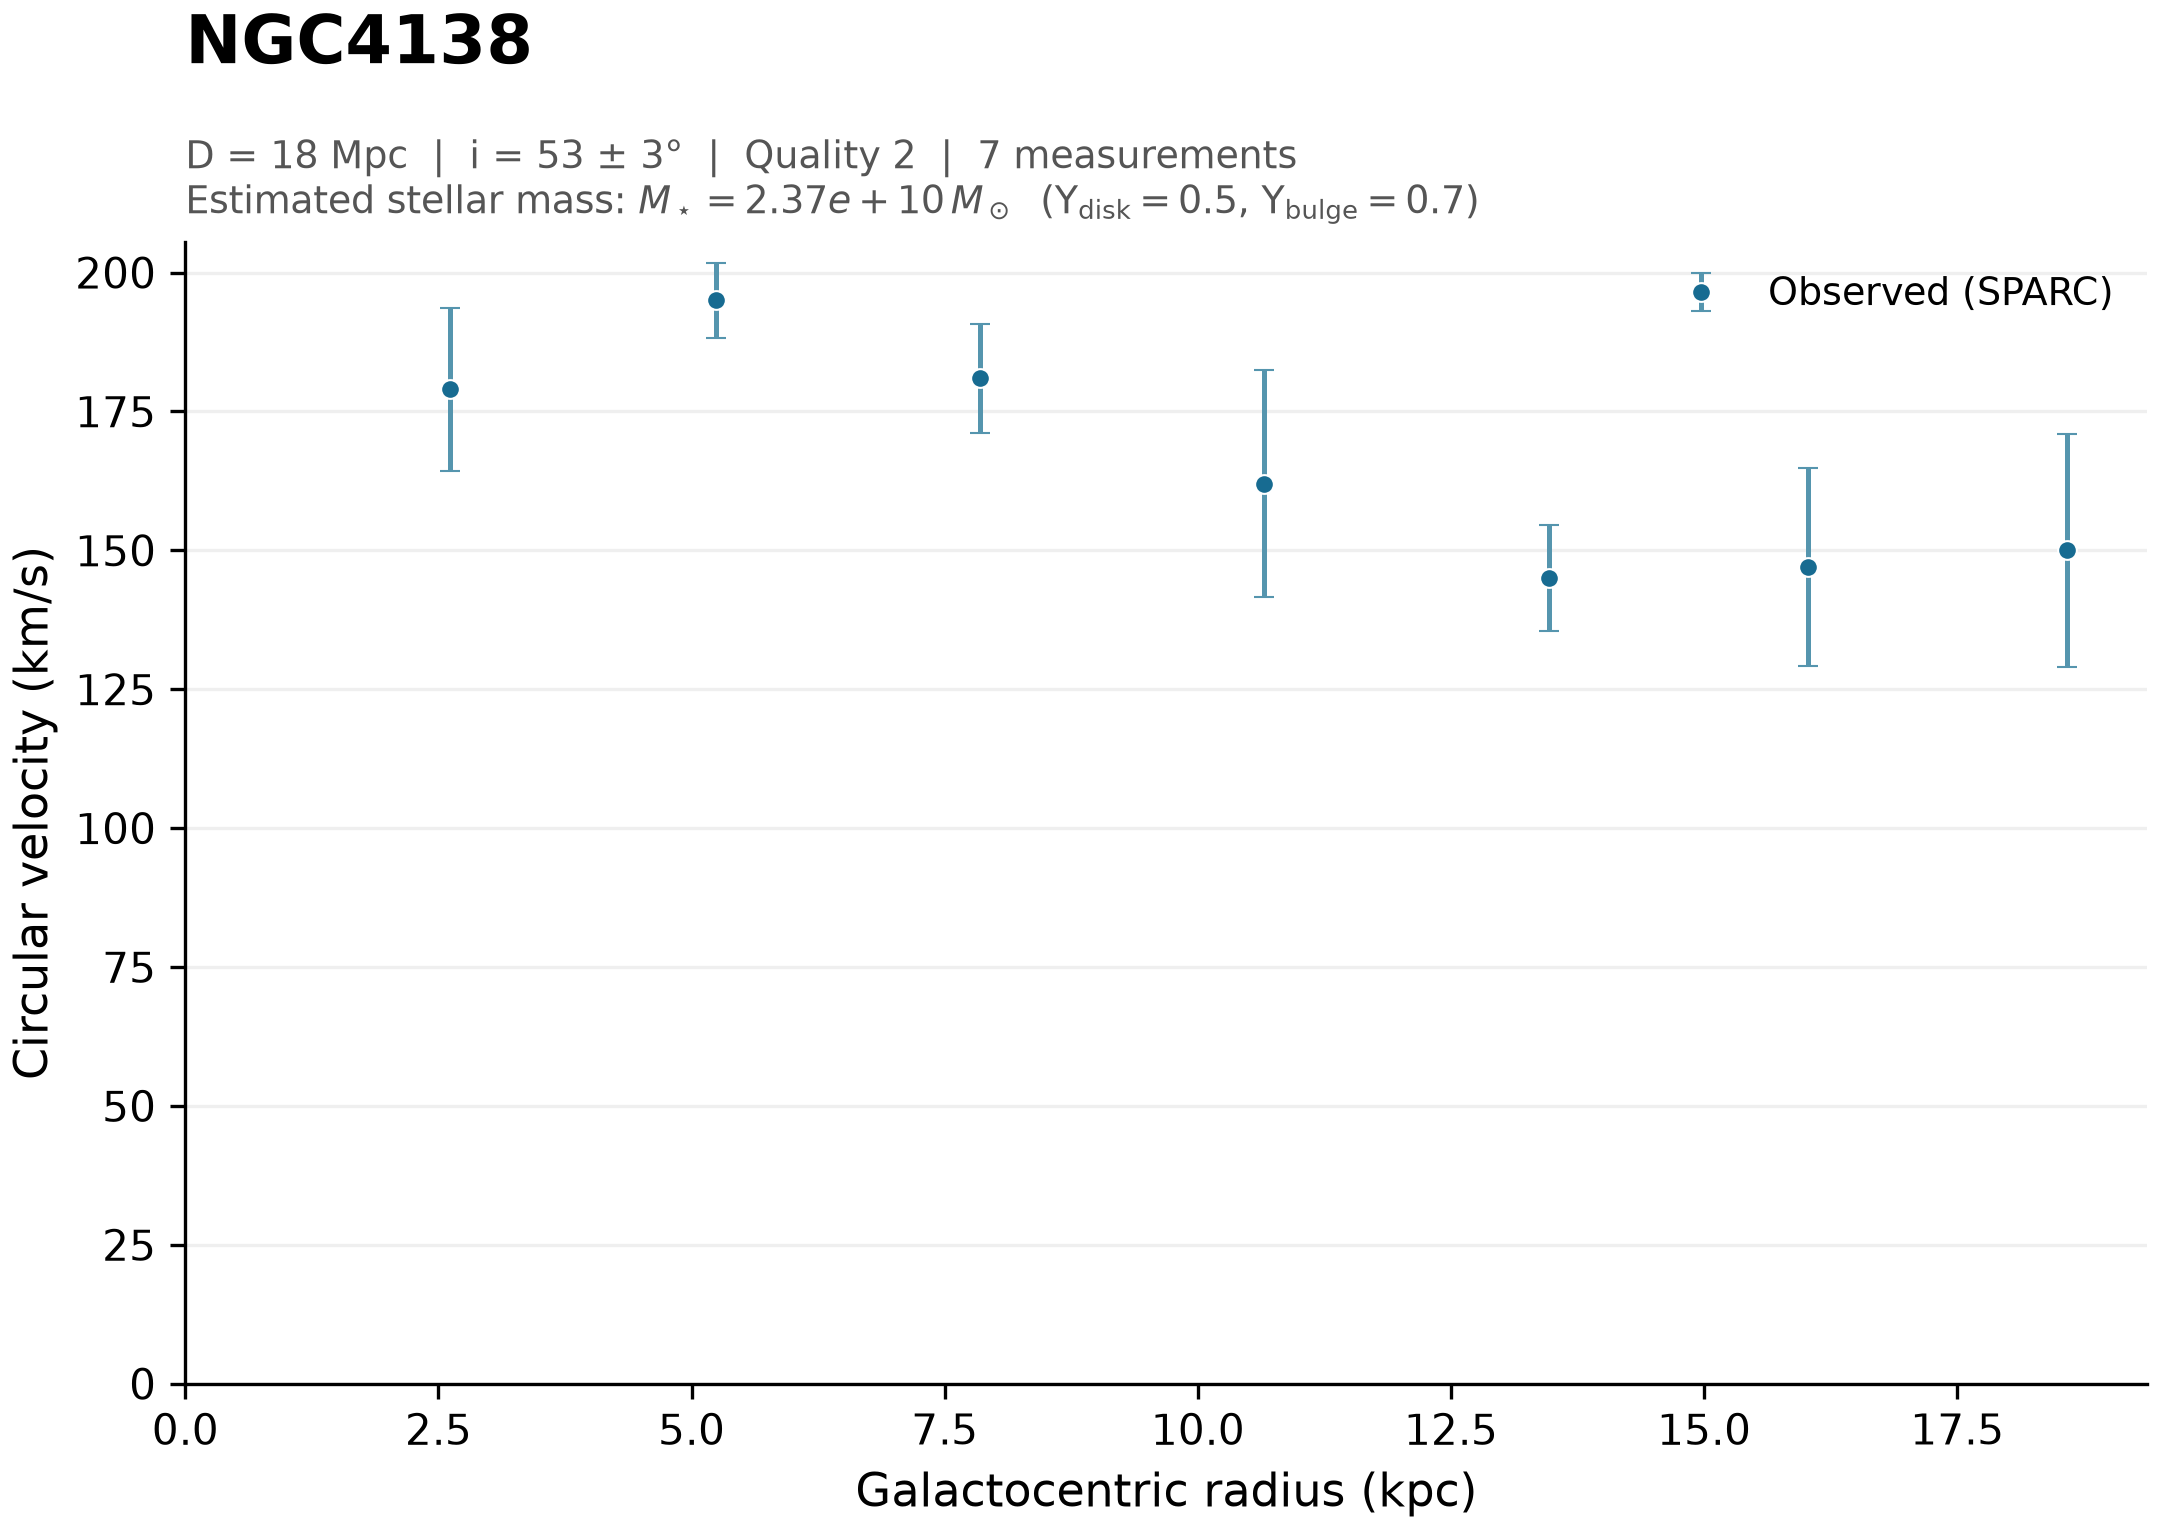 NGC4138
D = 18 Mpc | i = 53 ± 3° | Quality 2 | 7 measurements
Estimated stellar mass: M⋆ = 2.37e + 10 M⊙ (Υdisk = 0.5, Υbulge = 0.7)
Observed (SPARC)
200
175
150
125
100
75
50
25
0
Circular velocity (km/s)
0.0 2.5 5.0 7.5 10.0 12.5 15.0 17.5
Galactocentric radius (kpc)